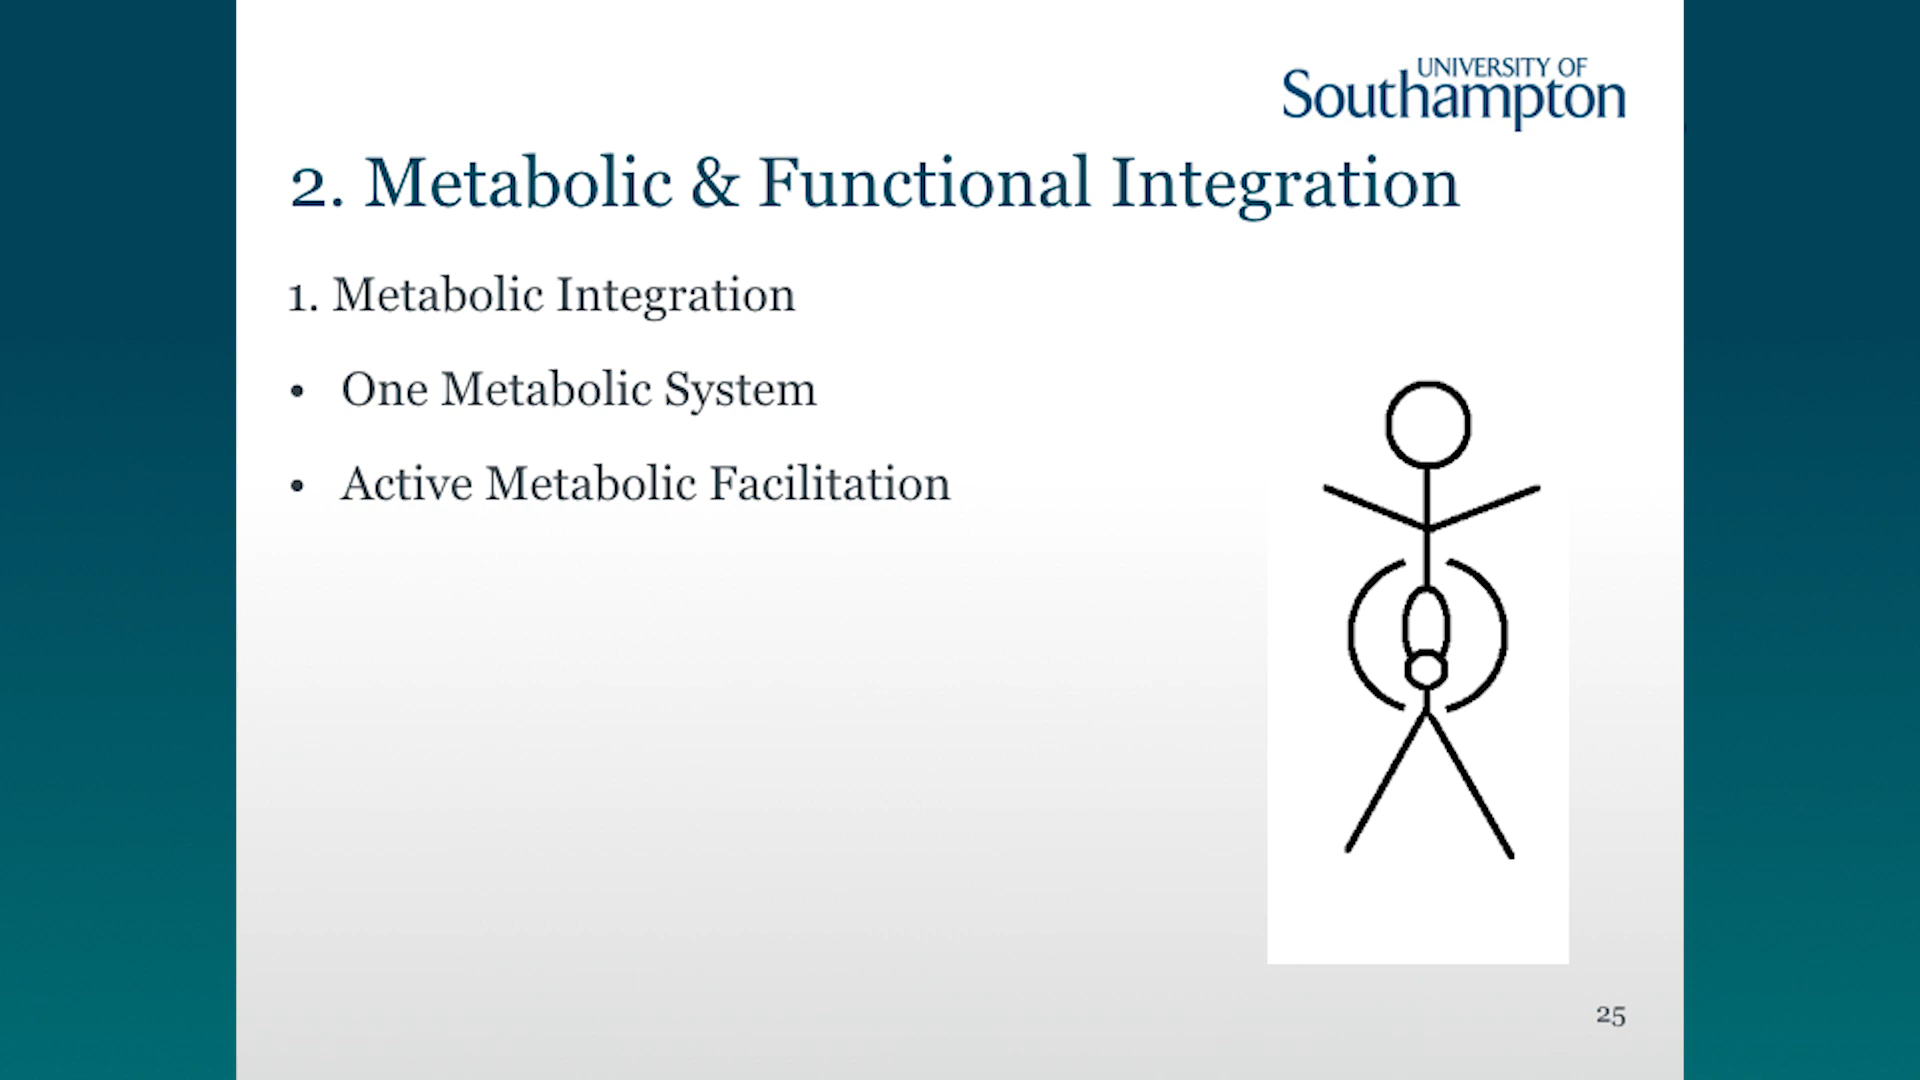 UNIVERSITY OF
Southampton
2. Metabolic & Functional Integration
1. Metabolic Integration
• One Metabolic System
• Active Metabolic Facilitation
25